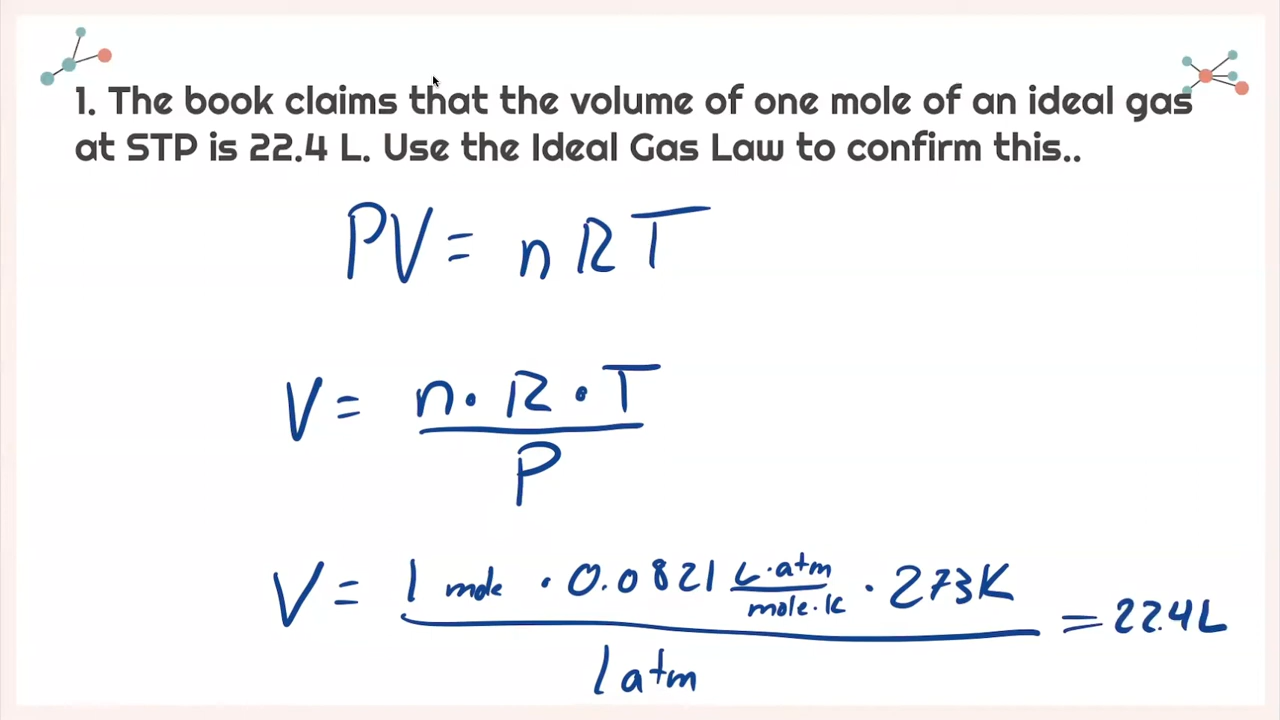 1. The book claims that the volume of one mole of an ideal gas
at STP is 22.4 L. Use the Ideal Gas Law to confirm this..
PV = nRT
V = n·R·T
P
V = 1 mole · 0.0821 L·atm / mole·K · 273K = 22.4L
1 atm